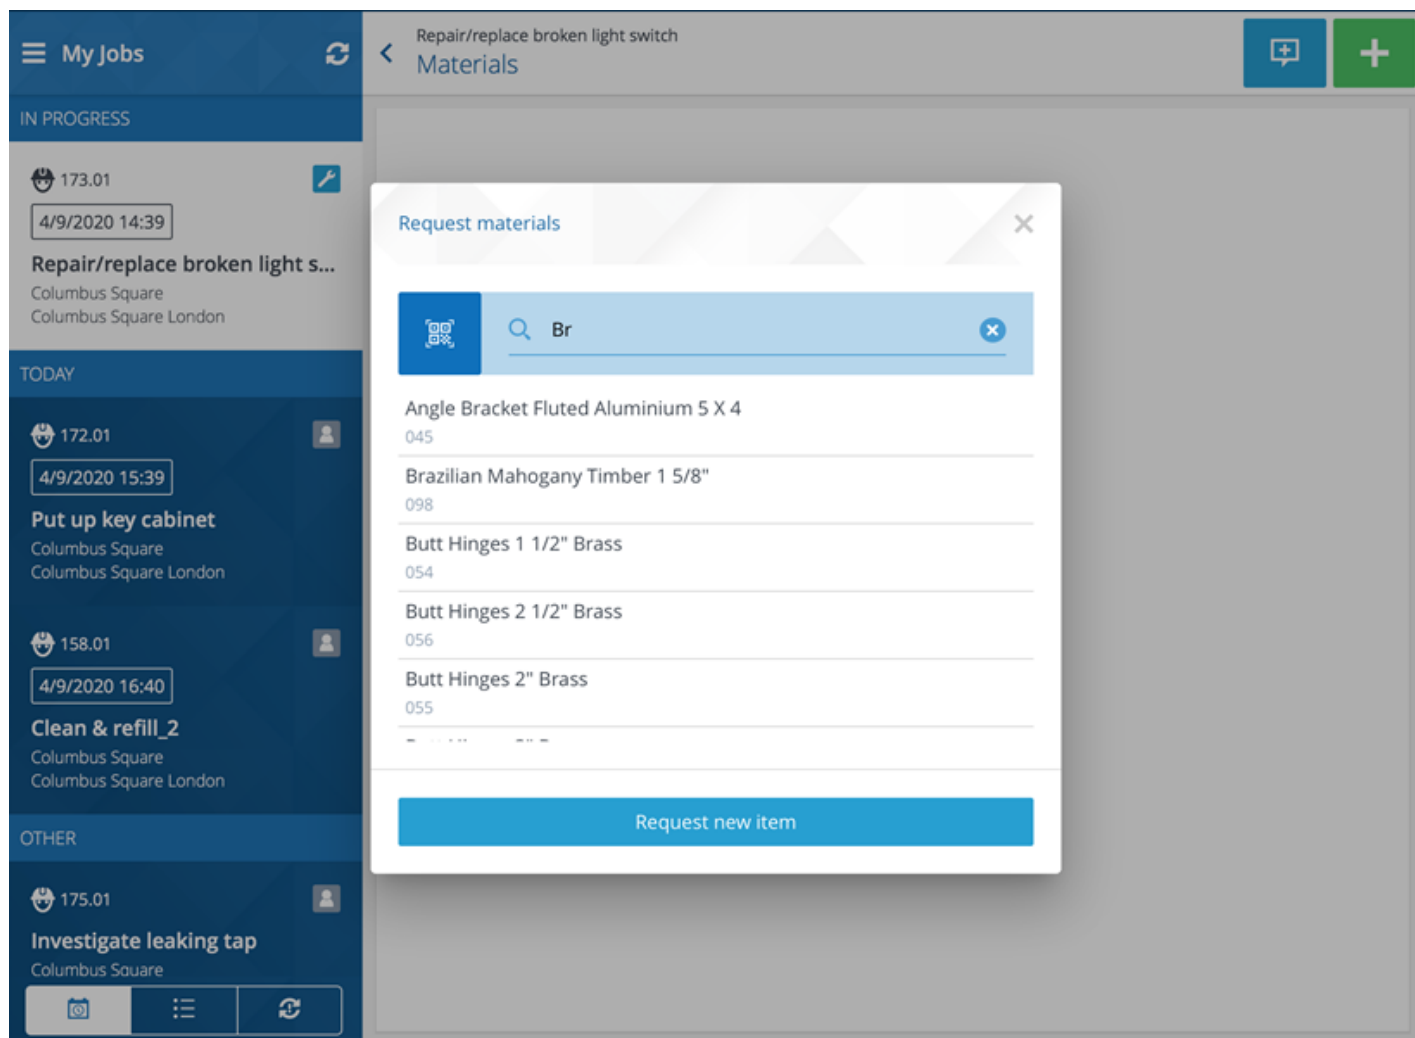 My Jobs
Repair/replace broken light switch
Materials
IN PROGRESS
173.01
4/9/2020 14:39
Repair/replace broken light s...
Columbus Square
Columbus Square London
TODAY
172.01
4/9/2020 15:39
Put up key cabinet
Columbus Square
Columbus Square London
158.01
4/9/2020 16:40
Clean & refill_2
Columbus Square
Columbus Square London
OTHER
175.01
Investigate leaking tap
Columbus Square
Request materials
Br
Angle Bracket Fluted Aluminium 5 X 4
045
Brazilian Mahogany Timber 1 5/8"
098
Butt Hinges 1 1/2" Brass
054
Butt Hinges 2 1/2" Brass
056
Butt Hinges 2" Brass
055
Request new item